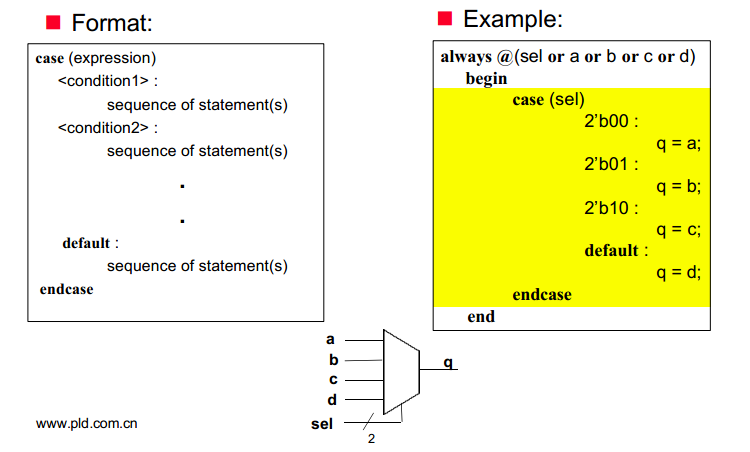 Format:
case (expression)
<condition1> :
sequence of statement(s)
<condition2> :
sequence of statement(s)
.
.
default :
sequence of statement(s)
endcase
Example:
always @(sel or a or b or c or d)
begin
case (sel)
2’b00 :
q = a;
2’b01 :
q = b;
2’b10 :
q = c;
default :
q = d;
endcase
end
a
b
c
d
sel
2
q
www.pld.com.cn